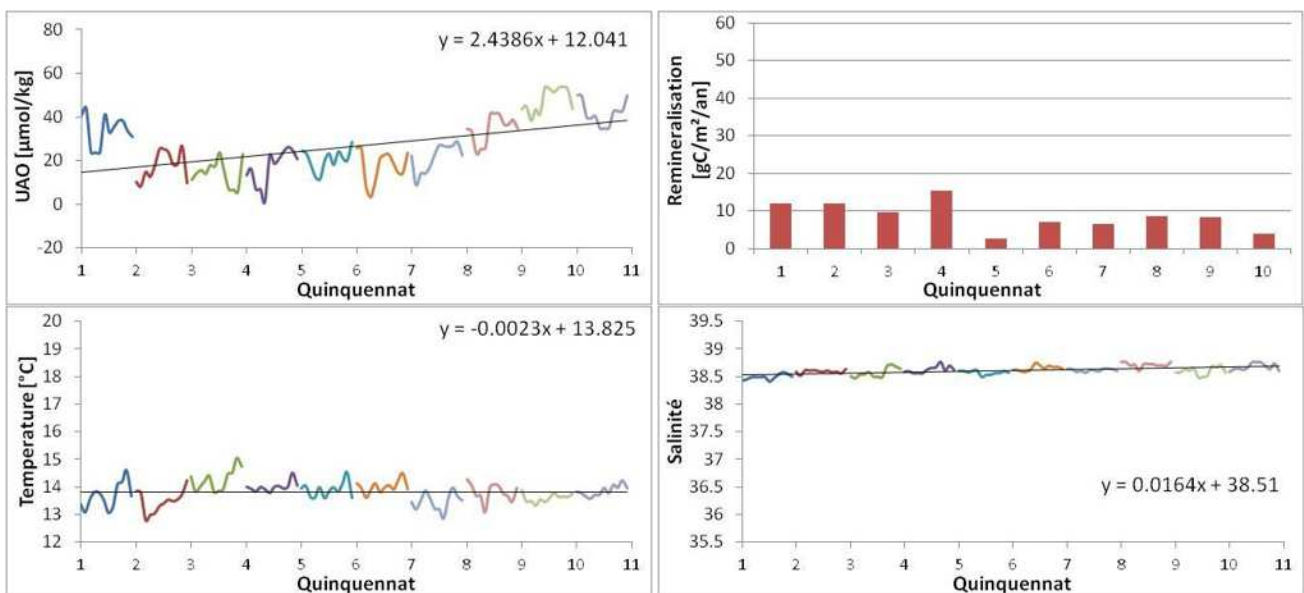 y = 2.4386x + 12.041
UAO [µmol/kg]
80
60
40
20
0
-20
1 2 3 4 5 6 7 8 9 10 11
Quinquennat
Remineralisation
[gC/m²/an]
60
50
40
30
20
10
0
1 2 3 4 5 6 7 8 9 10
Quinquennat
y = -0.0023x + 13.825
Temperature [°C]
20
19
18
17
16
15
14
13
12
1 2 3 4 5 6 7 8 9 10 11
Quinquennat
Salinité
39.5
39
38.5
38
37.5
37
36.5
36
35.5
y = 0.0164x + 38.51
1 2 3 4 5 6 7 8 9 10 11
Quinquennat